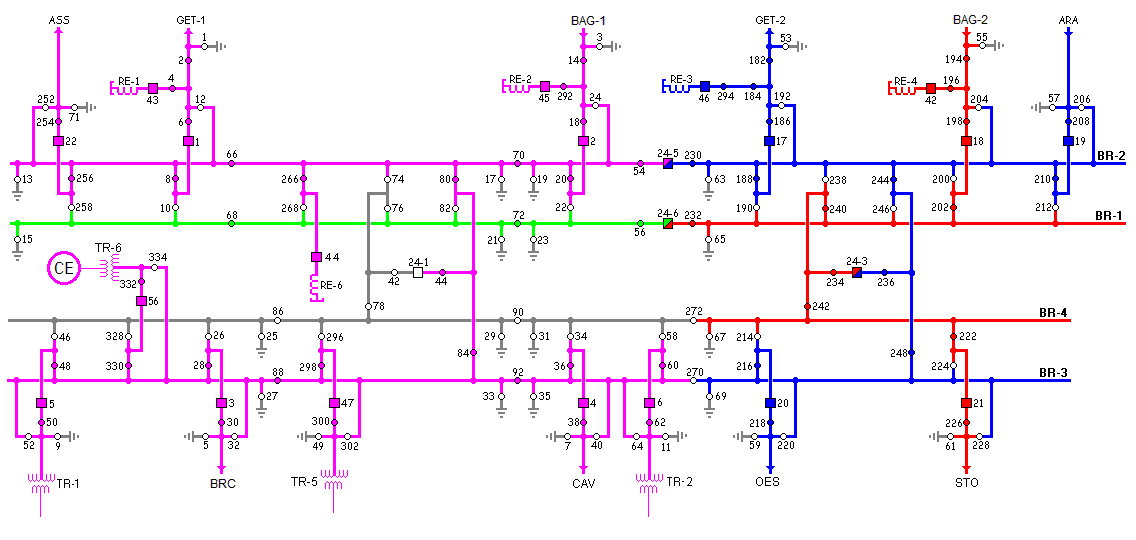 ASS GET-1 BAG-1 GET-2 BAG-2 ARA
1 3 53 55
2 14 182 194
RE-1 4 RE-2 RE-3 RE-4 196
43 45 292 46 294 184 42
252 71 12 24 192 204 57 206
254 6 18 186 198 208
22 1 2 17 18 19
66 70 24-5 230 BR-2
54
13 256 8 266 74 80 17 19 20 63 188 238 244 200 210
258 10 268 76 82 22 190 240 246 202 212
68 72 24-6 232 BR-1
56
15 21 23 65
TR-6 334 44 24-1 24-3
CE 332 42 44 234 236
56 RE-6
86 78 90 272 242 BR-4
46 328 26 25 296 29 31 34 58 67 214 222
84 248
48 330 28 298 36 60 216 224
88 92 270 BR-3
27 33 35 69
5 3 47 4 6 20 21
50 30 300 38 62 218 226
52 9 5 32 49 302 7 40 64 11 59 220 61 228
TR-1 BRC TR-5 CAV TR-2 OES STO